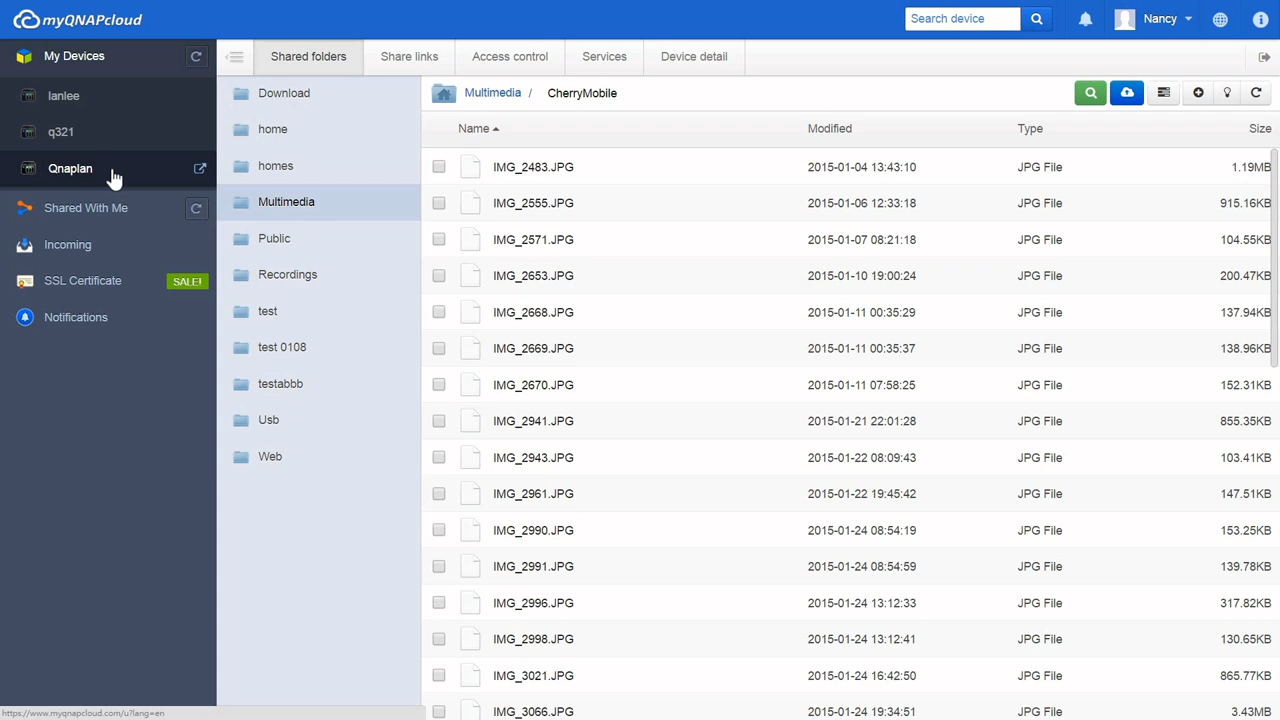 myQNAPcloud
Search device
Nancy
My Devices
Shared folders
Share links
Access control
Services
Device detail
lanlee
q321
Qnaplan
Shared With Me
Incoming
SSL Certificate
SALE!
Notifications
Download
home
homes
Multimedia
Public
Recordings
test
test 0108
testabbb
Usb
Web
Multimedia / CherryMobile
Name Modified Type Size
IMG_2483.JPG 2015-01-04 13:43:10 JPG File 1.19MB
IMG_2555.JPG 2015-01-06 12:33:18 JPG File 915.16KB
IMG_2571.JPG 2015-01-07 08:21:18 JPG File 104.55KB
IMG_2653.JPG 2015-01-10 19:00:24 JPG File 200.47KB
IMG_2668.JPG 2015-01-11 00:35:29 JPG File 137.94KB
IMG_2669.JPG 2015-01-11 00:35:37 JPG File 138.96KB
IMG_2670.JPG 2015-01-11 07:58:25 JPG File 152.31KB
IMG_2941.JPG 2015-01-21 22:01:28 JPG File 855.35KB
IMG_2943.JPG 2015-01-22 08:09:43 JPG File 103.41KB
IMG_2961.JPG 2015-01-22 19:45:42 JPG File 147.51KB
IMG_2990.JPG 2015-01-24 08:54:19 JPG File 153.25KB
IMG_2991.JPG 2015-01-24 08:54:59 JPG File 139.78KB
IMG_2996.JPG 2015-01-24 13:12:33 JPG File 317.82KB
IMG_2998.JPG 2015-01-24 13:12:41 JPG File 130.65KB
IMG_3021.JPG 2015-01-24 16:42:50 JPG File 865.77KB
IMG_3066.JPG 2015-01-24 19:34:51 JPG File 3.43MB
https://www.myqnapcloud.com/u?lang=en